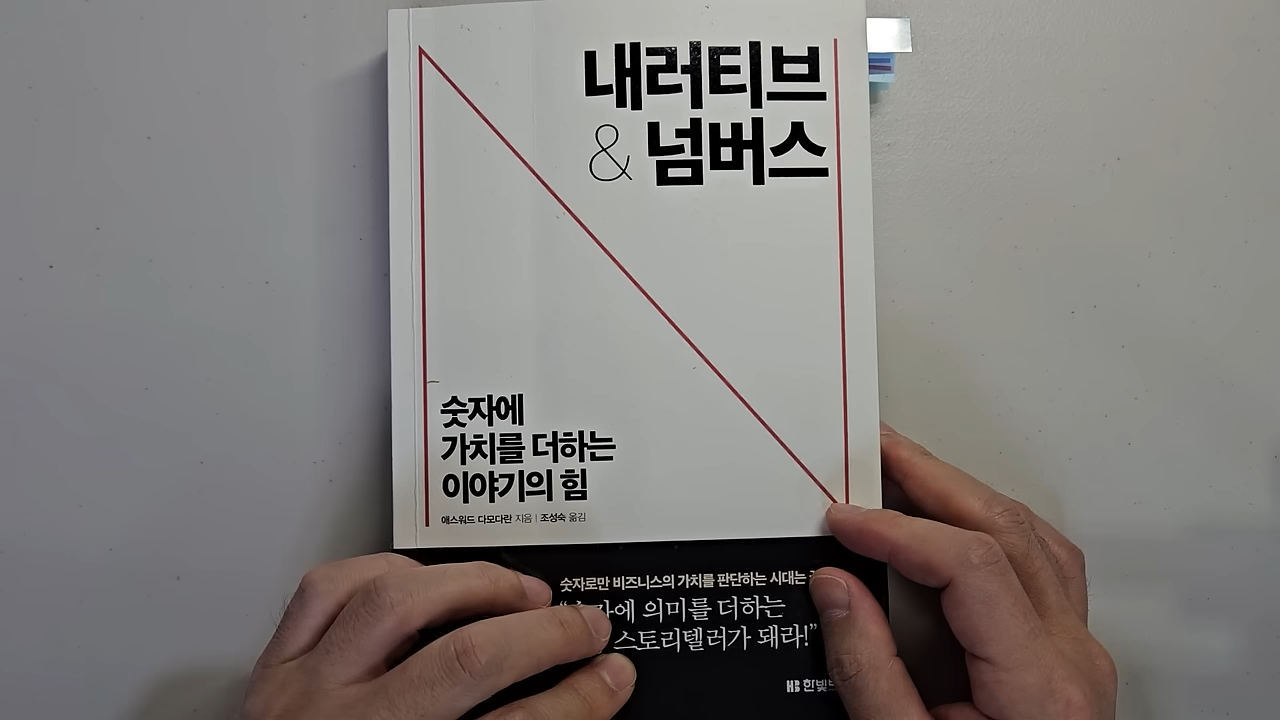 내러티브
& 넘버스
숫자에
가치를 더하는
이야기의 힘
애스워드 다모다란 지음 | 조성숙 옮김
숫자로만 비즈니스의 가치를 판단하는 시대는
의미를 더하는
스토리텔러가 돼라!”
HB 한빛